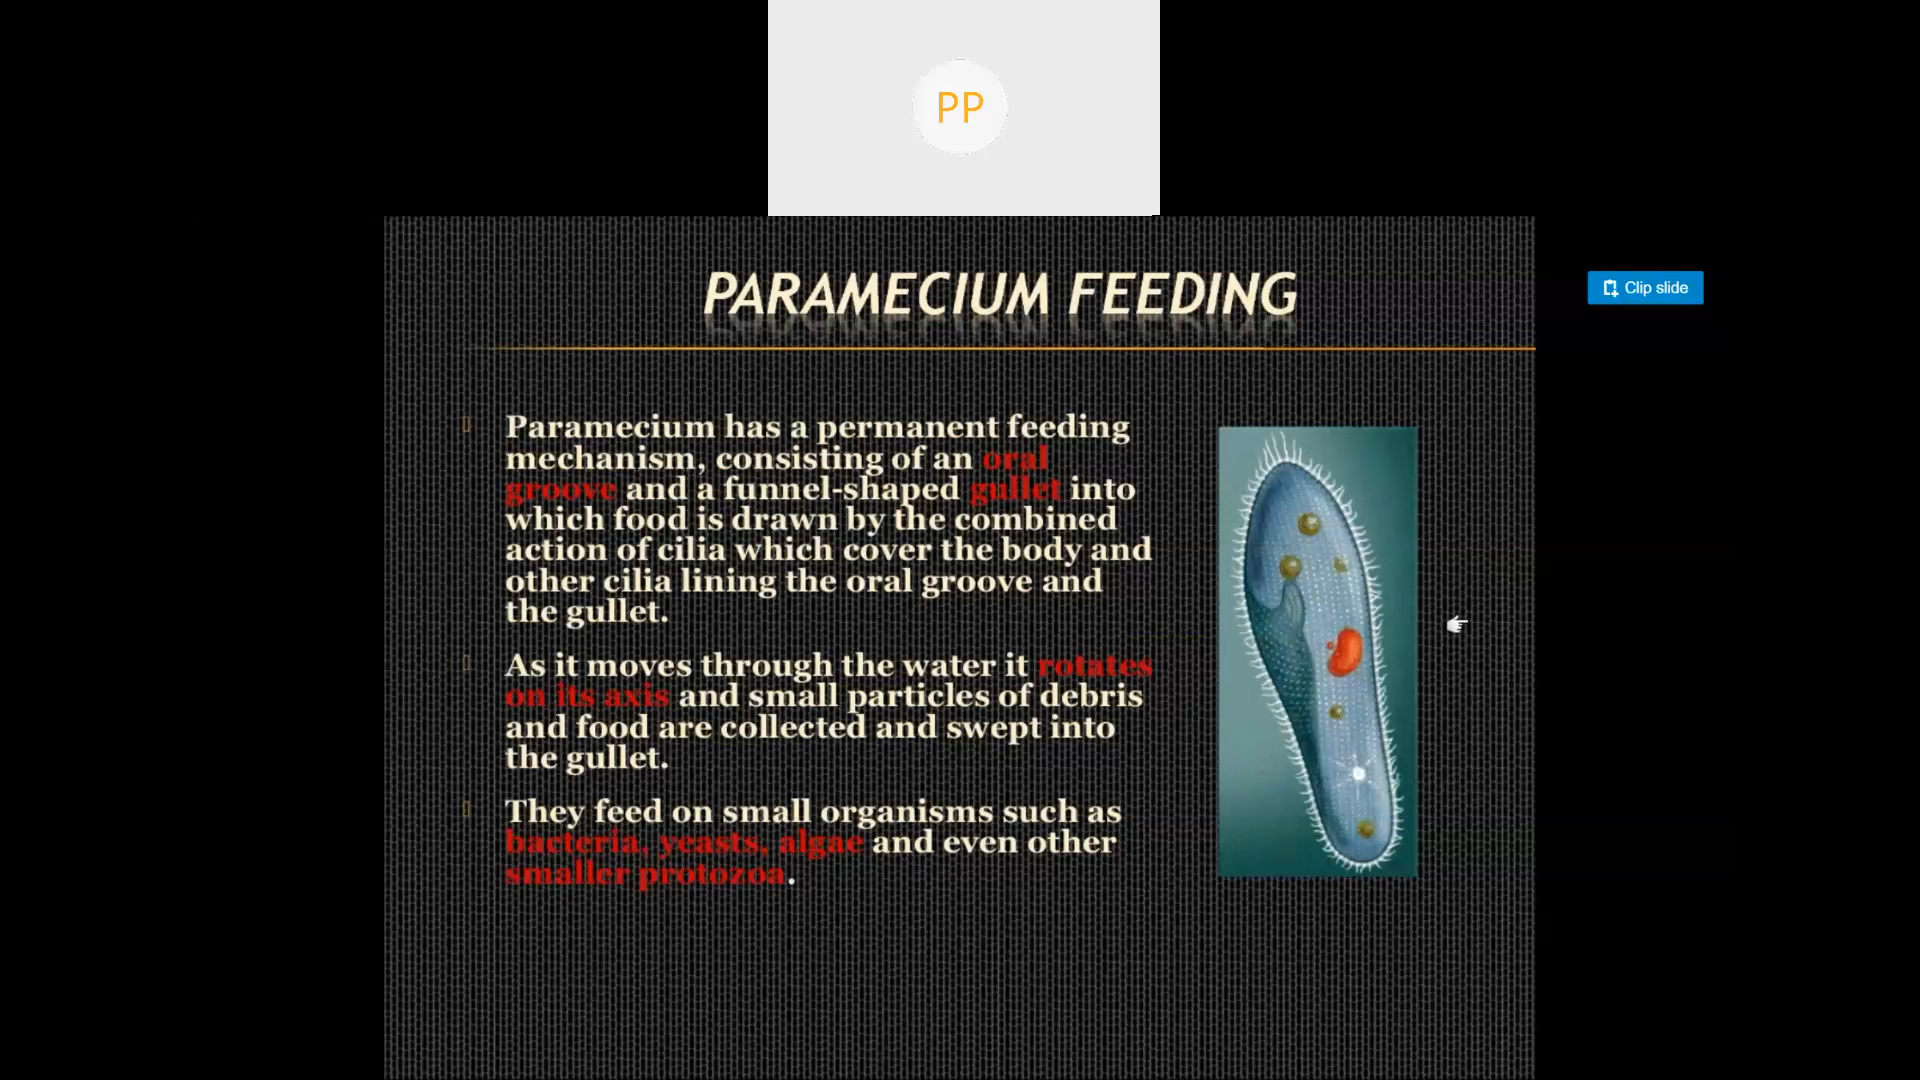 PP
PARAMECIUM FEEDING
Clip slide
Paramecium has a permanent feeding
mechanism, consisting of an oral
groove and a funnel-shaped gullet into
which food is drawn by the combined
action of cilia which cover the body and
other cilia lining the oral groove and
the gullet.
As it moves through the water it rotates
on its axis and small particles of debris
and food are collected and swept into
the gullet.
They feed on small organisms such as
bacteria, yeasts, algae and even other
smaller protozoa.